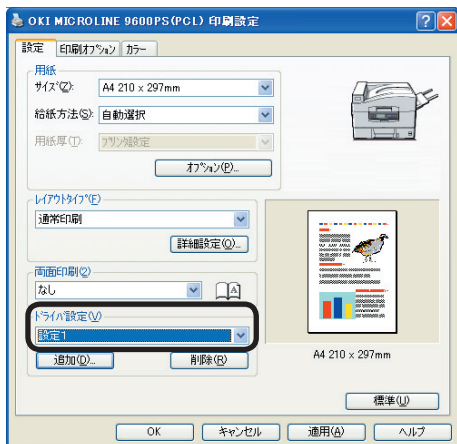 OKI MICROLINE 9600PS(PCL) 印刷設定
設定 印刷ｵﾌﾟｼｮﾝ カラー
用紙
ｻｲｽﾞ(Z): A4 210 x 297mm
給紙方法(S): 自動選択
用紙厚(T): ﾌﾟﾘﾝﾀ設定
ｵﾌﾟｼｮﾝ(P)...
ﾚｲｱｳﾄﾀｲﾌﾟ(E)
通常印刷
詳細設定(O)...
両面印刷(2)
なし
A
ﾄﾞﾗｲﾊﾞ設定(V)
設定1
追加(D)... 削除(R)
A4 210 x 297mm
標準(U)
OK キャンセル 適用(A) ヘルプ